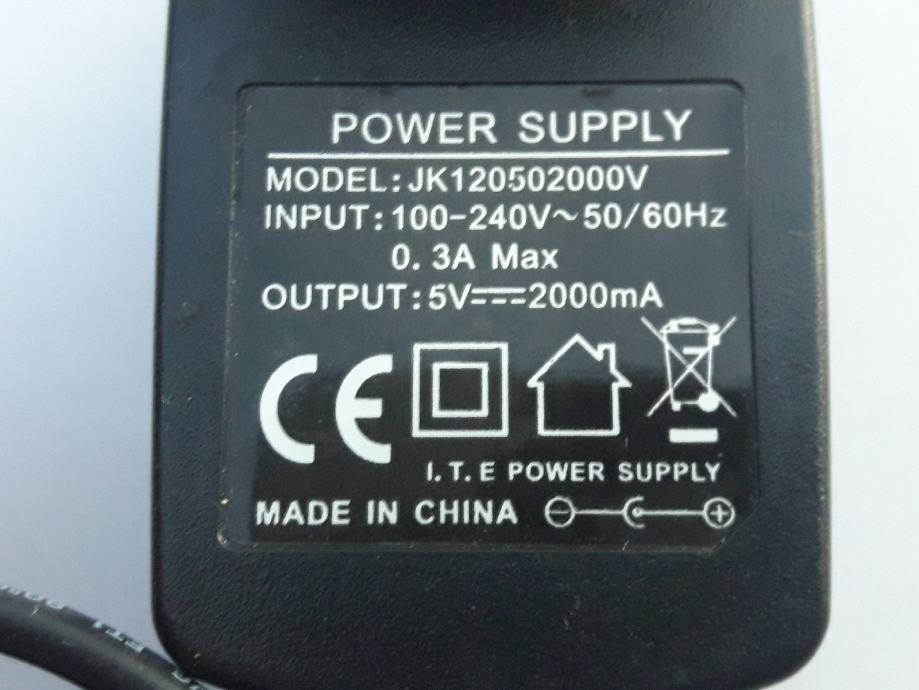 POWER SUPPLY
MODEL:JK120502000V
INPUT:100-240V~50/60Hz
0.3A Max
OUTPUT:5V⎓2000mA
CE
I.T.E POWER SUPPLY
MADE IN CHINA